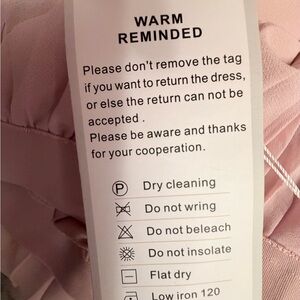 WARM
REMINDED
Please don't remove the tag
if you want to return the dress,
or else the return can not be
accepted .
Please be aware and thanks
for your cooperation.
P Dry cleaning
Do not wring
Do not beleach
Do not insolate
Flat dry
Low iron 120